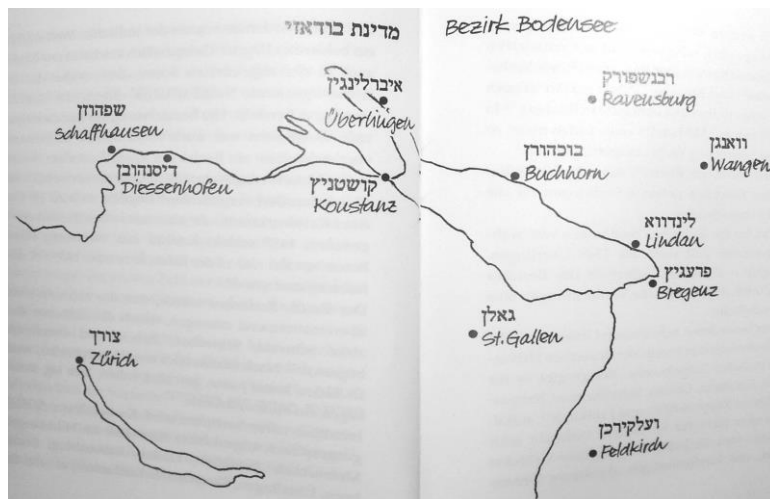 מדינת בודאזי
Bezirk Bodensee
איברלינגין
Überlingen
רבנשפורק
Ravensburg
שפהוזן
Schaffhausen
דיסנהובן
Diessenhofen
קושטניץ
Konstanz
בוכהורן
Buchhorn
וואנגן
Wangen
לינדווא
Lindau
פרעגיץ
Bregenz
גאלן
St. Gallen
צורך
Zürich
ועלקירכן
Feldkirch